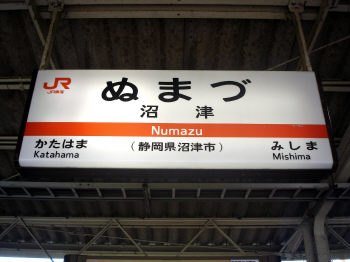 JR
JR東海
ぬまづ
沼津
Numazu
かたはま
Katahama
(静岡県沼津市)
みしま
Mishima